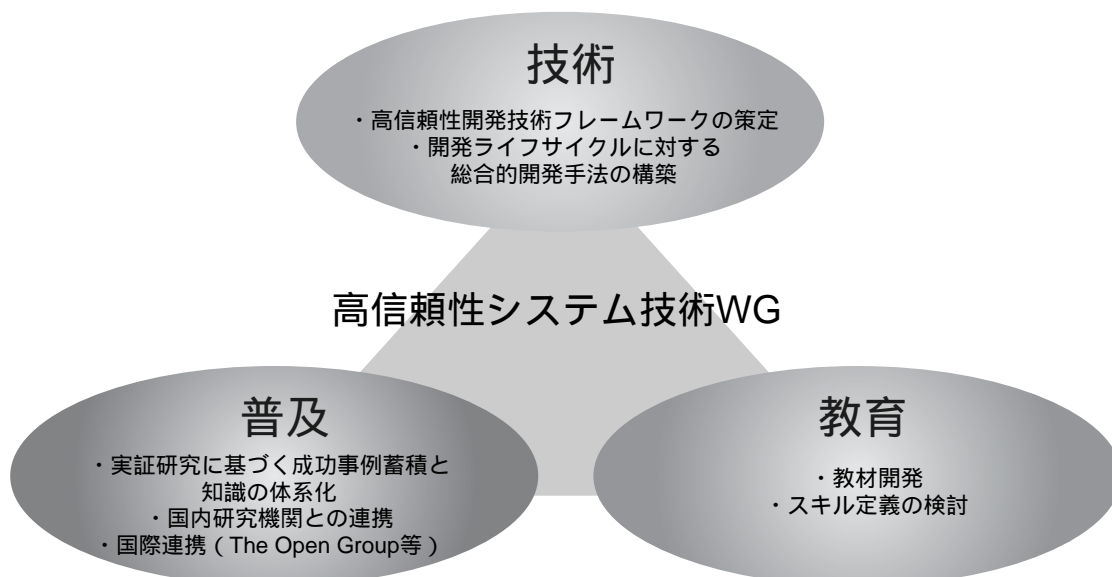 技術
・高信頼性開発技術フレームワークの策定
・開発ライフサイクルに対する
総合的開発手法の構築
高信頼性システム技術WG
普及
・実証研究に基づく成功事例蓄積と
知識の体系化
・国内研究機関との連携
・国際連携（The Open Group等）
教育
・教材開発
・スキル定義の検討